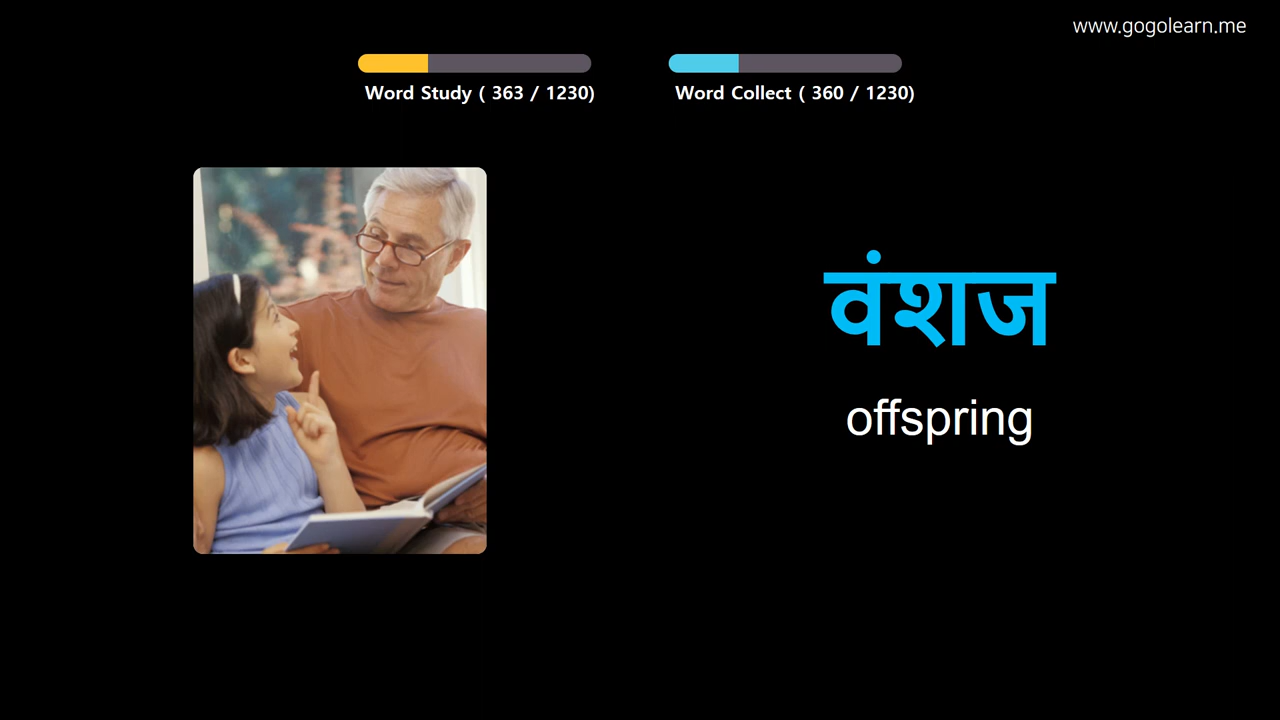 www.gogolearn.me
Word Study ( 363 / 1230)
Word Collect ( 360 / 1230)
वंशज
offspring